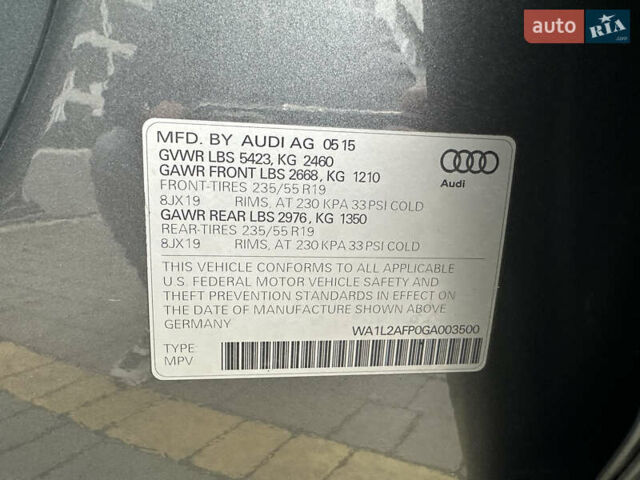 auto RIA .com
MFD. BY AUDI AG 05 15
GVWR LBS 5423, KG 2460
GAWR FRONT LBS 2668, KG 1210
FRONT-TIRES 235/55 R19
8JX19 RIMS, AT 230 KPA 33 PSI COLD
GAWR REAR LBS 2976, KG 1350
REAR-TIRES 235/55 R19
8JX19 RIMS, AT 230 KPA 33 PSI COLD
Audi
THIS VEHICLE CONFORMS TO ALL APPLICABLE
U.S. FEDERAL MOTOR VEHICLE SAFETY AND
THEFT PREVENTION STANDARDS IN EFFECT ON
THE DATE OF MANUFACTURE SHOWN ABOVE
GERMANY
WA1L2AFP0GA003500
TYPE:
MPV